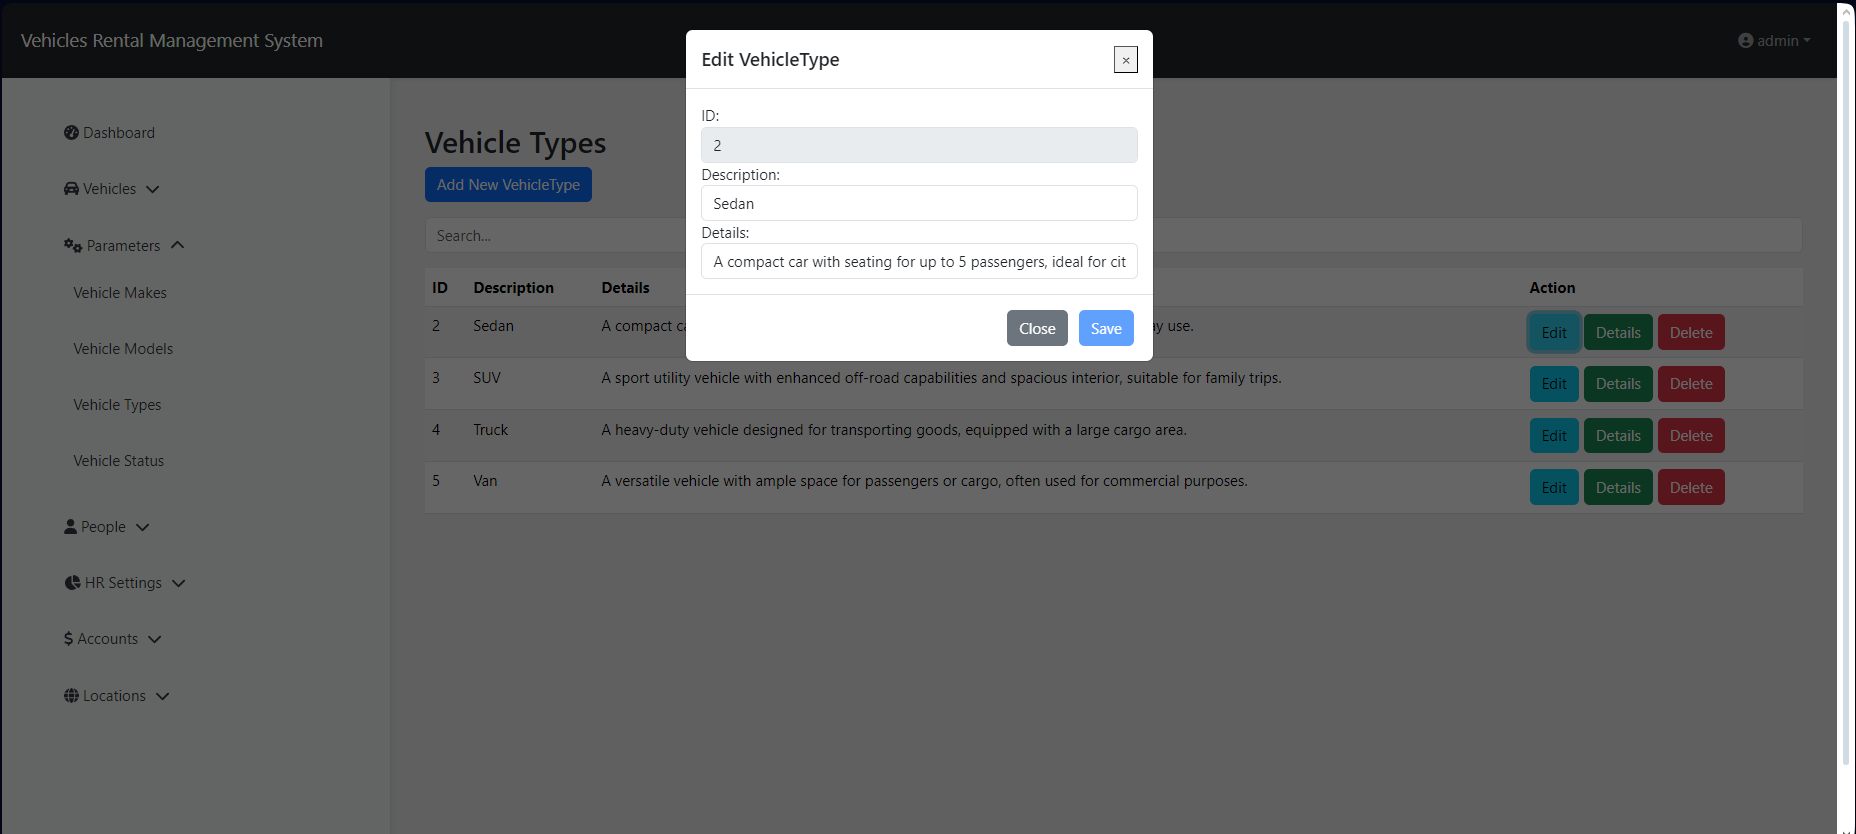 Vehicles Rental Management System
admin
Edit VehicleType
×
ID:
2
Description:
Sedan
Details:
A compact car with seating for up to 5 passengers, ideal for cit
Close
Save
Dashboard
Vehicles
Parameters
Vehicle Makes
Vehicle Models
Vehicle Types
Vehicle Status
People
HR Settings
Accounts
Locations
Vehicle Types
Add New VehicleType
Search...
ID Description Details Action
2 Sedan A compact ca ay use. Edit Details Delete
3 SUV A sport utility vehicle with enhanced off-road capabilities and spacious interior, suitable for family trips. Edit Details Delete
4 Truck A heavy-duty vehicle designed for transporting goods, equipped with a large cargo area. Edit Details Delete
5 Van A versatile vehicle with ample space for passengers or cargo, often used for commercial purposes. Edit Details Delete